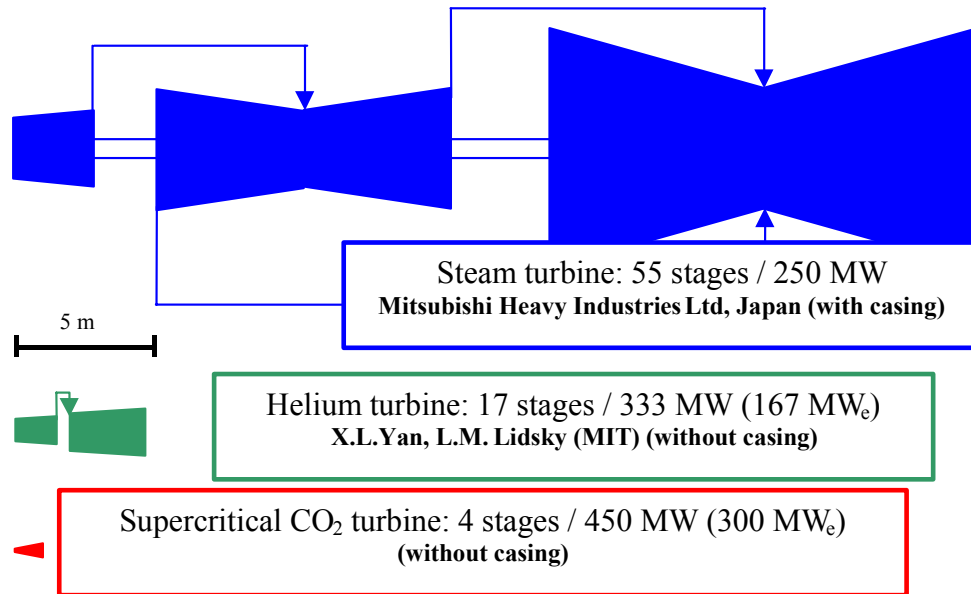 Steam turbine: 55 stages / 250 MW
Mitsubishi Heavy Industries Ltd, Japan (with casing)
5 m
Helium turbine: 17 stages / 333 MW (167 MWₑ)
X.L.Yan, L.M. Lidsky (MIT) (without casing)
Supercritical CO₂ turbine: 4 stages / 450 MW (300 MWₑ)
(without casing)